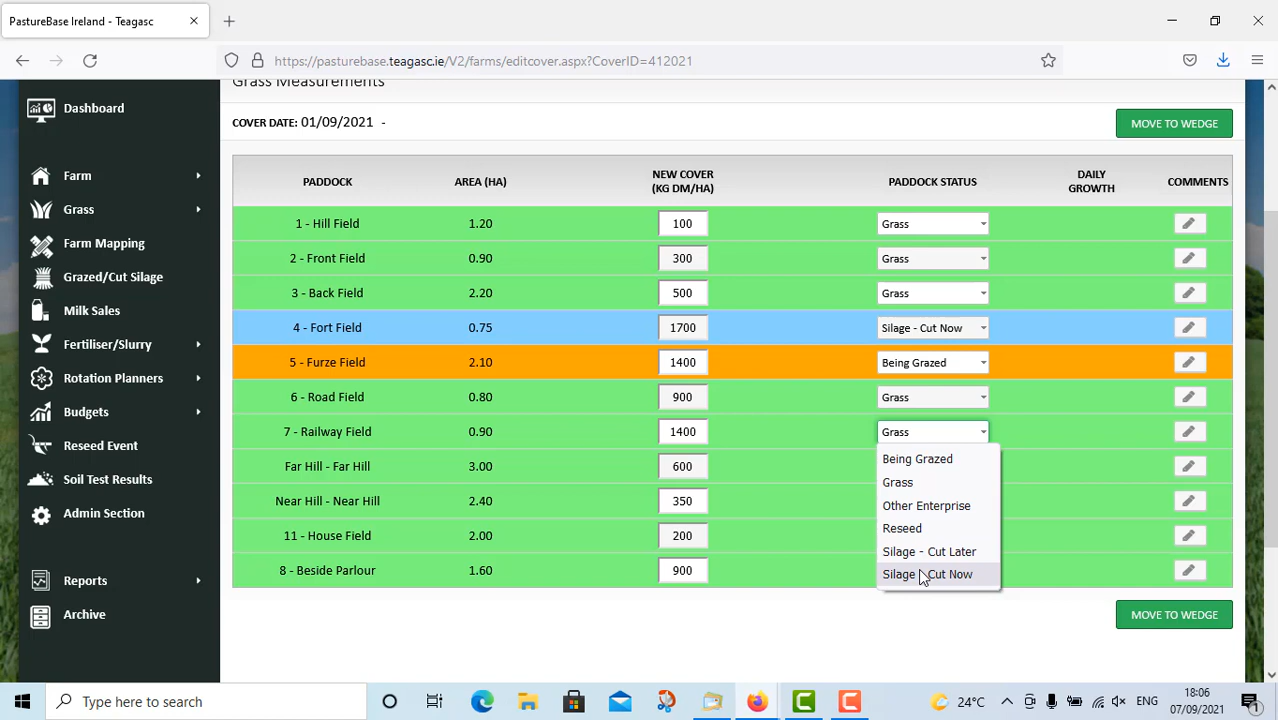 PastureBase Ireland - Teagasc
https://pasturebase.teagasc.ie/V2/farms/editcover.aspx?CoverID=412021
Grass Measurements
Dashboard
COVER DATE: 01/09/2021 -
MOVE TO WEDGE
Farm
Grass
Farm Mapping
Grazed/Cut Silage
Milk Sales
Fertiliser/Slurry
Rotation Planners
Budgets
Reseed Event
Soil Test Results
Admin Section
Reports
Archive
PADDOCK AREA (HA) NEW COVER (KG DM/HA) PADDOCK STATUS DAILY GROWTH COMMENTS
1 - Hill Field 1.20 100 Grass
2 - Front Field 0.90 300 Grass
3 - Back Field 2.20 500 Grass
4 - Fort Field 0.75 1700 Silage - Cut Now
5 - Furze Field 2.10 1400 Being Grazed
6 - Road Field 0.80 900 Grass
7 - Railway Field 0.90 1400 Grass
Far Hill - Far Hill 3.00 600
Near Hill - Near Hill 2.40 350
11 - House Field 2.00 200
8 - Beside Parlour 1.60 900
Being Grazed
Grass
Other Enterprise
Reseed
Silage - Cut Later
Silage - Cut Now
MOVE TO WEDGE
Type here to search
24°C
ENG
18:06
07/09/2021
1